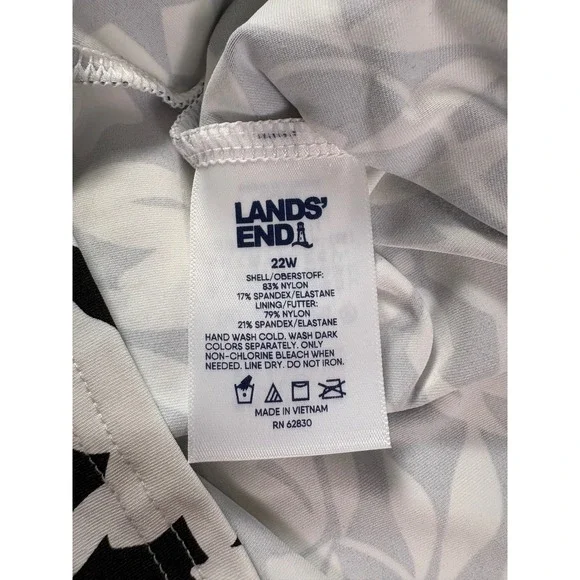 LANDS'
END
22W
SHELL/OBERSTOFF:
83% NYLON
17% SPANDEX/ELASTANE
LINING/FUTTER:
79% NYLON
21% SPANDEX/ELASTANE
HAND WASH COLD. WASH DARK
COLORS SEPARATELY. ONLY
NON-CHLORINE BLEACH WHEN
NEEDED. LINE DRY. DO NOT IRON.
MADE IN VIETNAM
RN 62830